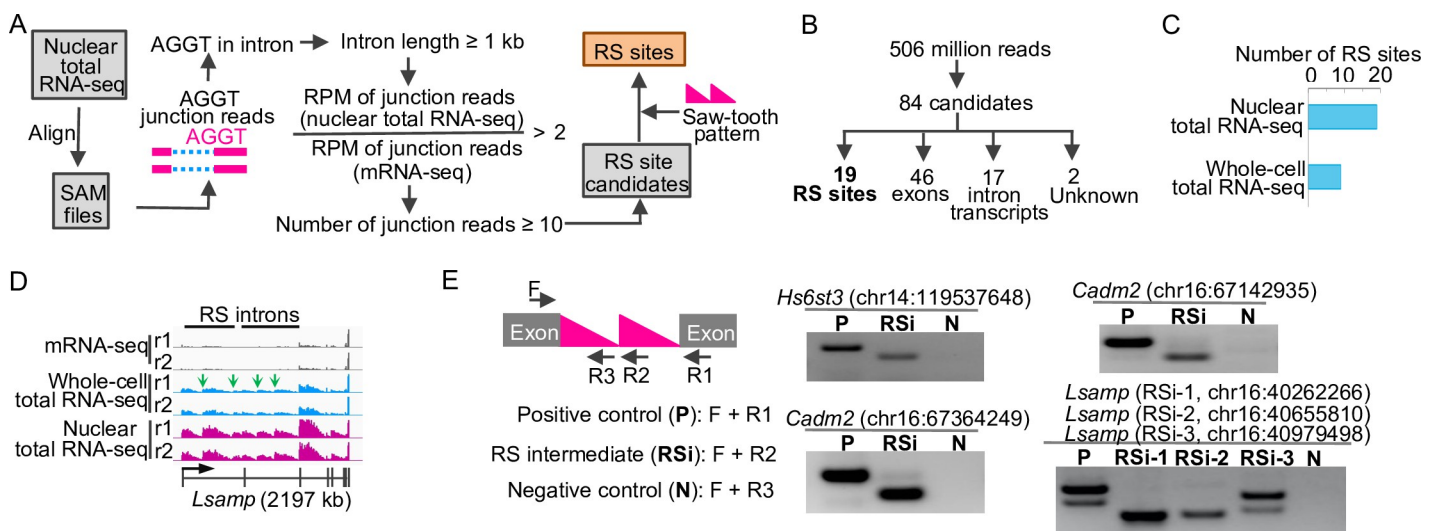 A
Nuclear
total
RNA-seq
Align
SAM
files
AGGT in intron
AGGT
junction reads
AGGT
Intron length ≥ 1 kb
RPM of junction reads
(nuclear total RNA-seq)
> 2
RPM of junction reads
(mRNA-seq)
Number of junction reads ≥ 10
RS sites
Saw-tooth
pattern
RS site
candidates
B
506 million reads
84 candidates
19
RS sites
46
exons
17
intron
transcripts
2
Unknown
C
Number of RS sites
0 10 20
Nuclear
total RNA-seq
Whole-cell
total RNA-seq
D
RS introns
mRNA-seq
r1
r2
Whole-cell
total RNA-seq
r1
r2
Nuclear
total RNA-seq
r1
r2
Lsamp (2197 kb)
E
F
Exon
Exon
R3 R2 R1
Positive control (P): F + R1
RS intermediate (RSi): F + R2
Negative control (N): F + R3
Hs6st3 (chr14:119537648)
P RSi N
Cadm2 (chr16:67364249)
P RSi N
Cadm2 (chr16:67142935)
P RSi N
Lsamp (RSi-1, chr16:40262266)
Lsamp (RSi-2, chr16:40655810)
Lsamp (RSi-3, chr16:40979498)
P RSi-1 RSi-2 RSi-3 N